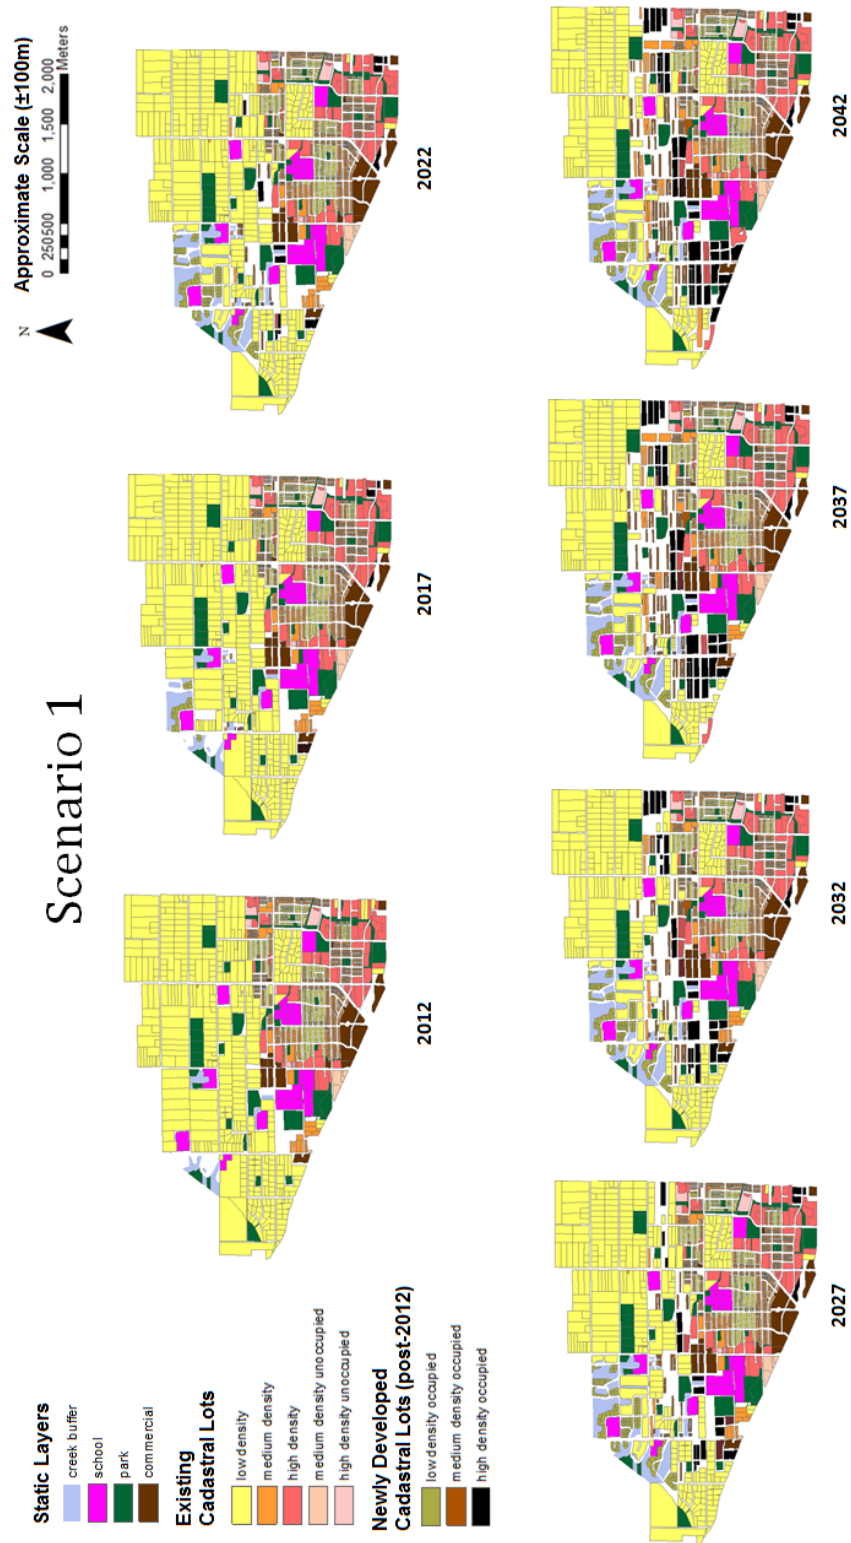 Scenario 1
N
Approximate Scale (±100m)
0 250 500 1,000 1,500 2,000
Meters
2012
2017
2022
Static Layers
creek buffer
school
park
commercial
Existing
Cadastral Lots
low density
medium density
high density
medium density unoccupied
high density unoccupied
Newly Developed
Cadastral Lots (post-2012)
low density occupied
medium density occupied
high density occupied
2027
2032
2037
2042